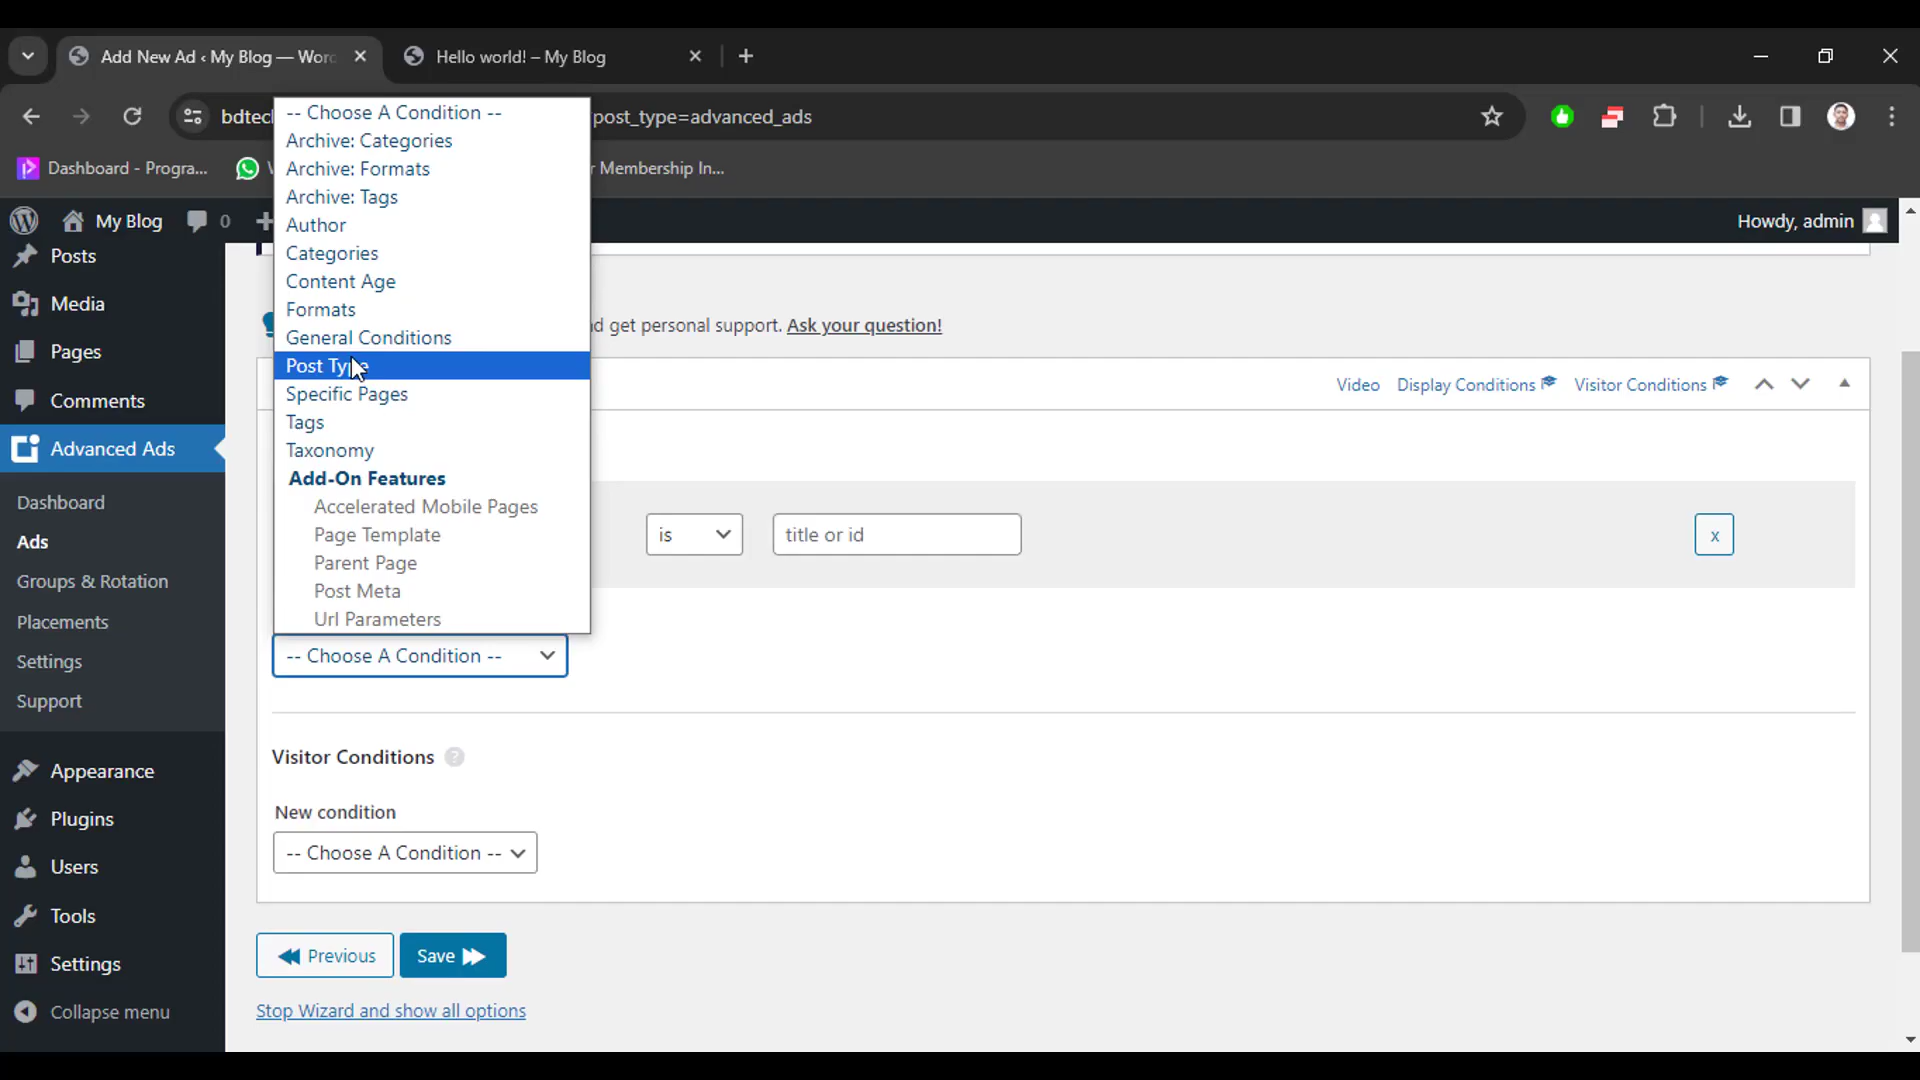 Add New Ad ‹ My Blog — Worc
Hello world! – My Blog
bdtec
post_type=advanced_ads
Dashboard - Progra...
r Membership In...
My Blog
0
Howdy, admin
Posts
Media
Pages
Comments
Advanced Ads
Dashboard
Ads
Groups & Rotation
Placements
Settings
Support
Appearance
Plugins
Users
Tools
Settings
Collapse menu
-- Choose A Condition --
Archive: Categories
Archive: Formats
Archive: Tags
Author
Categories
Content Age
Formats
General Conditions
Post Type
Specific Pages
Tags
Taxonomy
Add-On Features
Accelerated Mobile Pages
Page Template
Parent Page
Post Meta
Url Parameters
-- Choose A Condition --
nd get personal support. Ask your question!
Video Display Conditions Visitor Conditions
is
title or id
x
Visitor Conditions ?
New condition
-- Choose A Condition --
Previous
Save
Stop Wizard and show all options